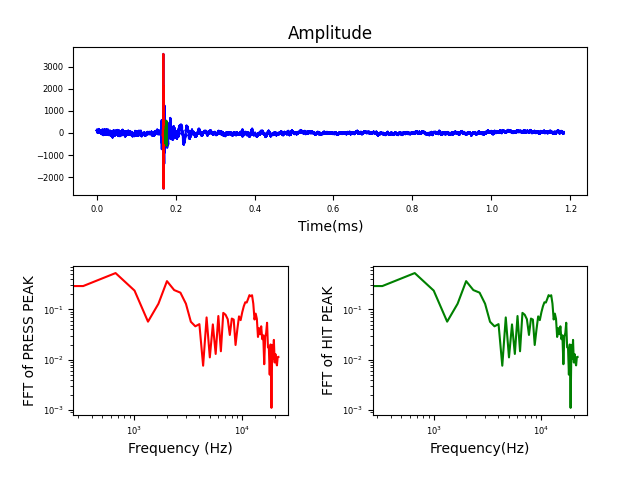 Amplitude
3000
2000
1000
0
−1000
−2000
0.0 0.2 0.4 0.6 0.8 1.0 1.2
Time(ms)
FFT of PRESS PEAK
10⁻¹
10⁻²
10⁻³
10³ 10⁴
Frequency (Hz)
FFT of HIT PEAK
10⁻¹
10⁻²
10⁻³
10³ 10⁴
Frequency(Hz)